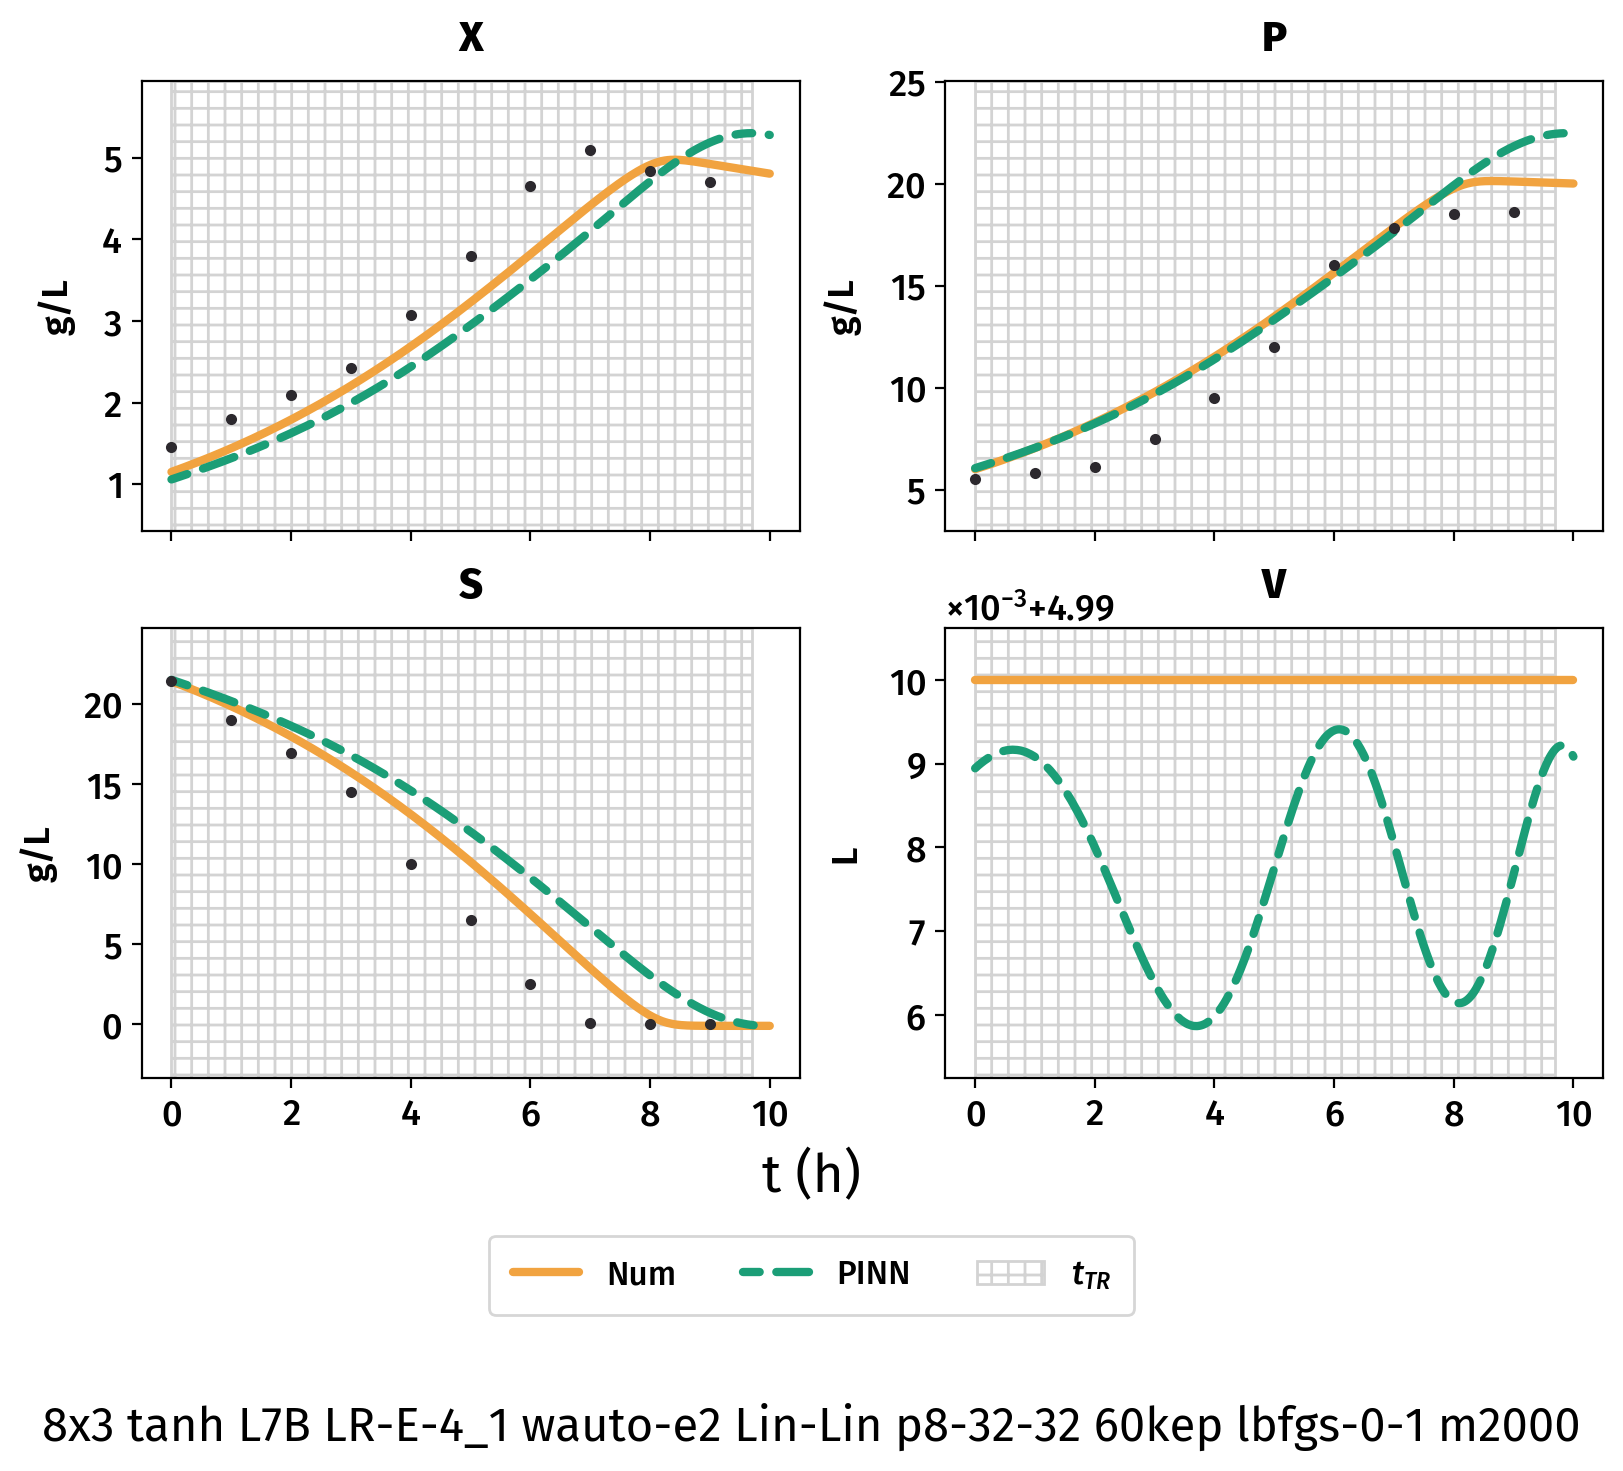 X
P
5
4
3
2
1
g/L
25
20
15
10
5
g/L
S
V
×10⁻³+4.99
20
15
10
5
0
g/L
10
9
8
7
6
L
0 2 4 6 8 10
0 2 4 6 8 10
t (h)
Num PINN t_TR
8x3 tanh L7B LR-E-4_1 wauto-e2 Lin-Lin p8-32-32 60kep lbfgs-0-1 m2000